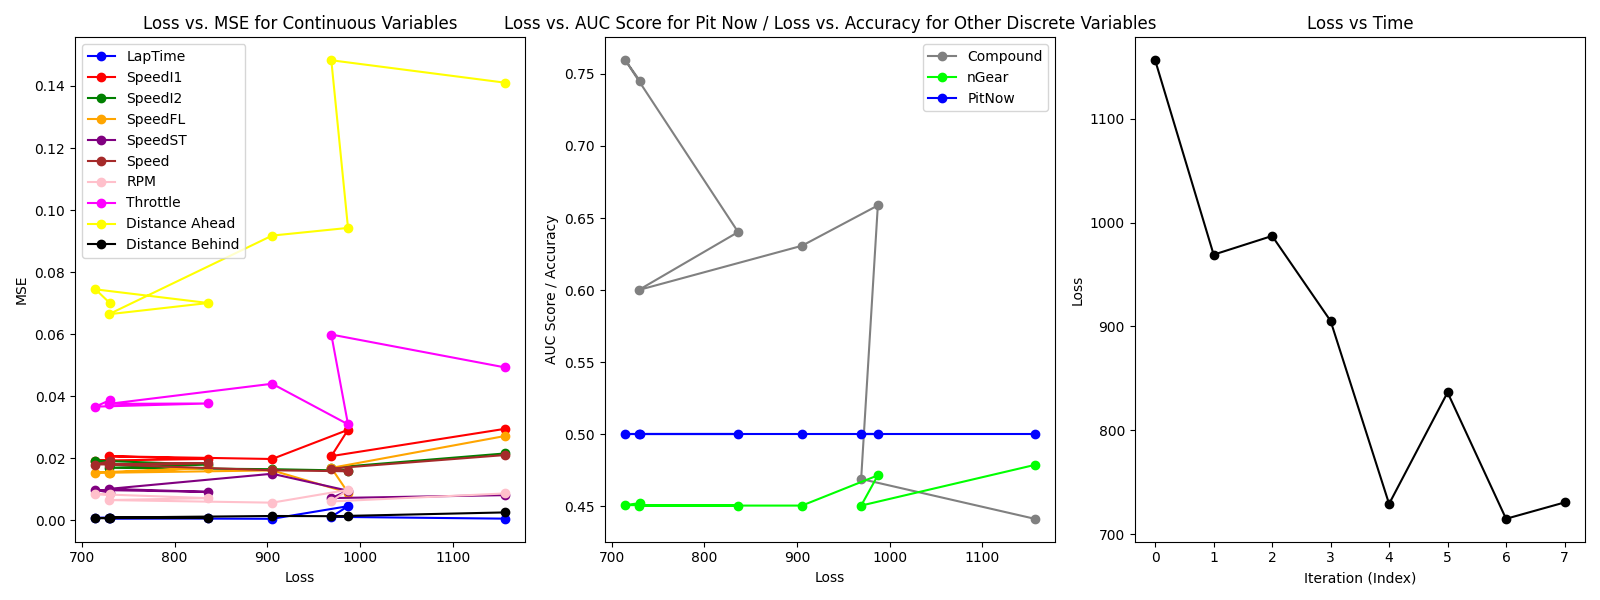 Loss vs. MSE for Continuous Variables
LapTime
SpeedI1
SpeedI2
SpeedFL
SpeedST
Speed
RPM
Throttle
Distance Ahead
Distance Behind
MSE
0.14
0.12
0.10
0.08
0.06
0.04
0.02
0.00
700 800 900 1000 1100
Loss
Loss vs. AUC Score for Pit Now / Loss vs. Accuracy for Other Discrete Variables
Compound
nGear
PitNow
AUC Score / Accuracy
0.75
0.70
0.65
0.60
0.55
0.50
0.45
700 800 900 1000 1100
Loss
Loss vs Time
Loss
1100
1000
900
800
700
0 1 2 3 4 5 6 7
Iteration (Index)